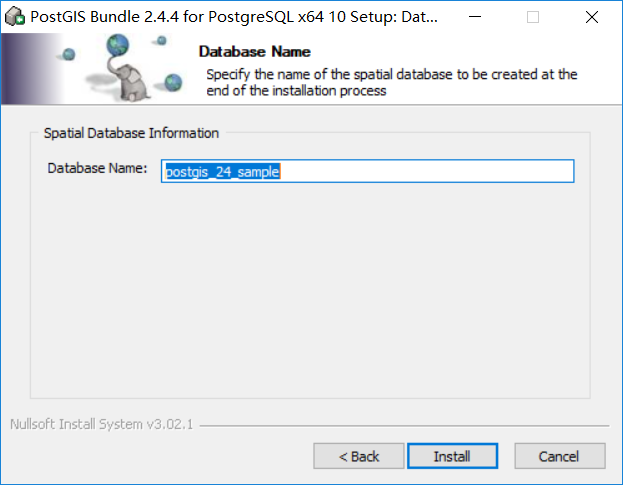 PostGIS Bundle 2.4.4 for PostgreSQL x64 10 Setup: Dat...
Database Name
Specify the name of the spatial database to be created at the
end of the installation process
Spatial Database Information
Database Name: postgis_24_sample
Nullsoft Install System v3.02.1
< Back Install Cancel